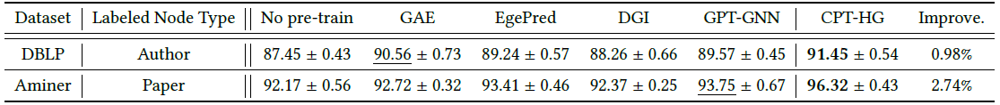 Dataset Labeled Node Type No pre-train GAE EgePred DGI GPT-GNN CPT-HG Improve.
DBLP Author 87.45 ± 0.43 90.56 ± 0.73 89.24 ± 0.57 88.26 ± 0.66 89.57 ± 0.45 91.45 ± 0.54 0.98%
Aminer Paper 92.17 ± 0.56 92.72 ± 0.32 93.41 ± 0.46 92.37 ± 0.25 93.75 ± 0.67 96.32 ± 0.43 2.74%